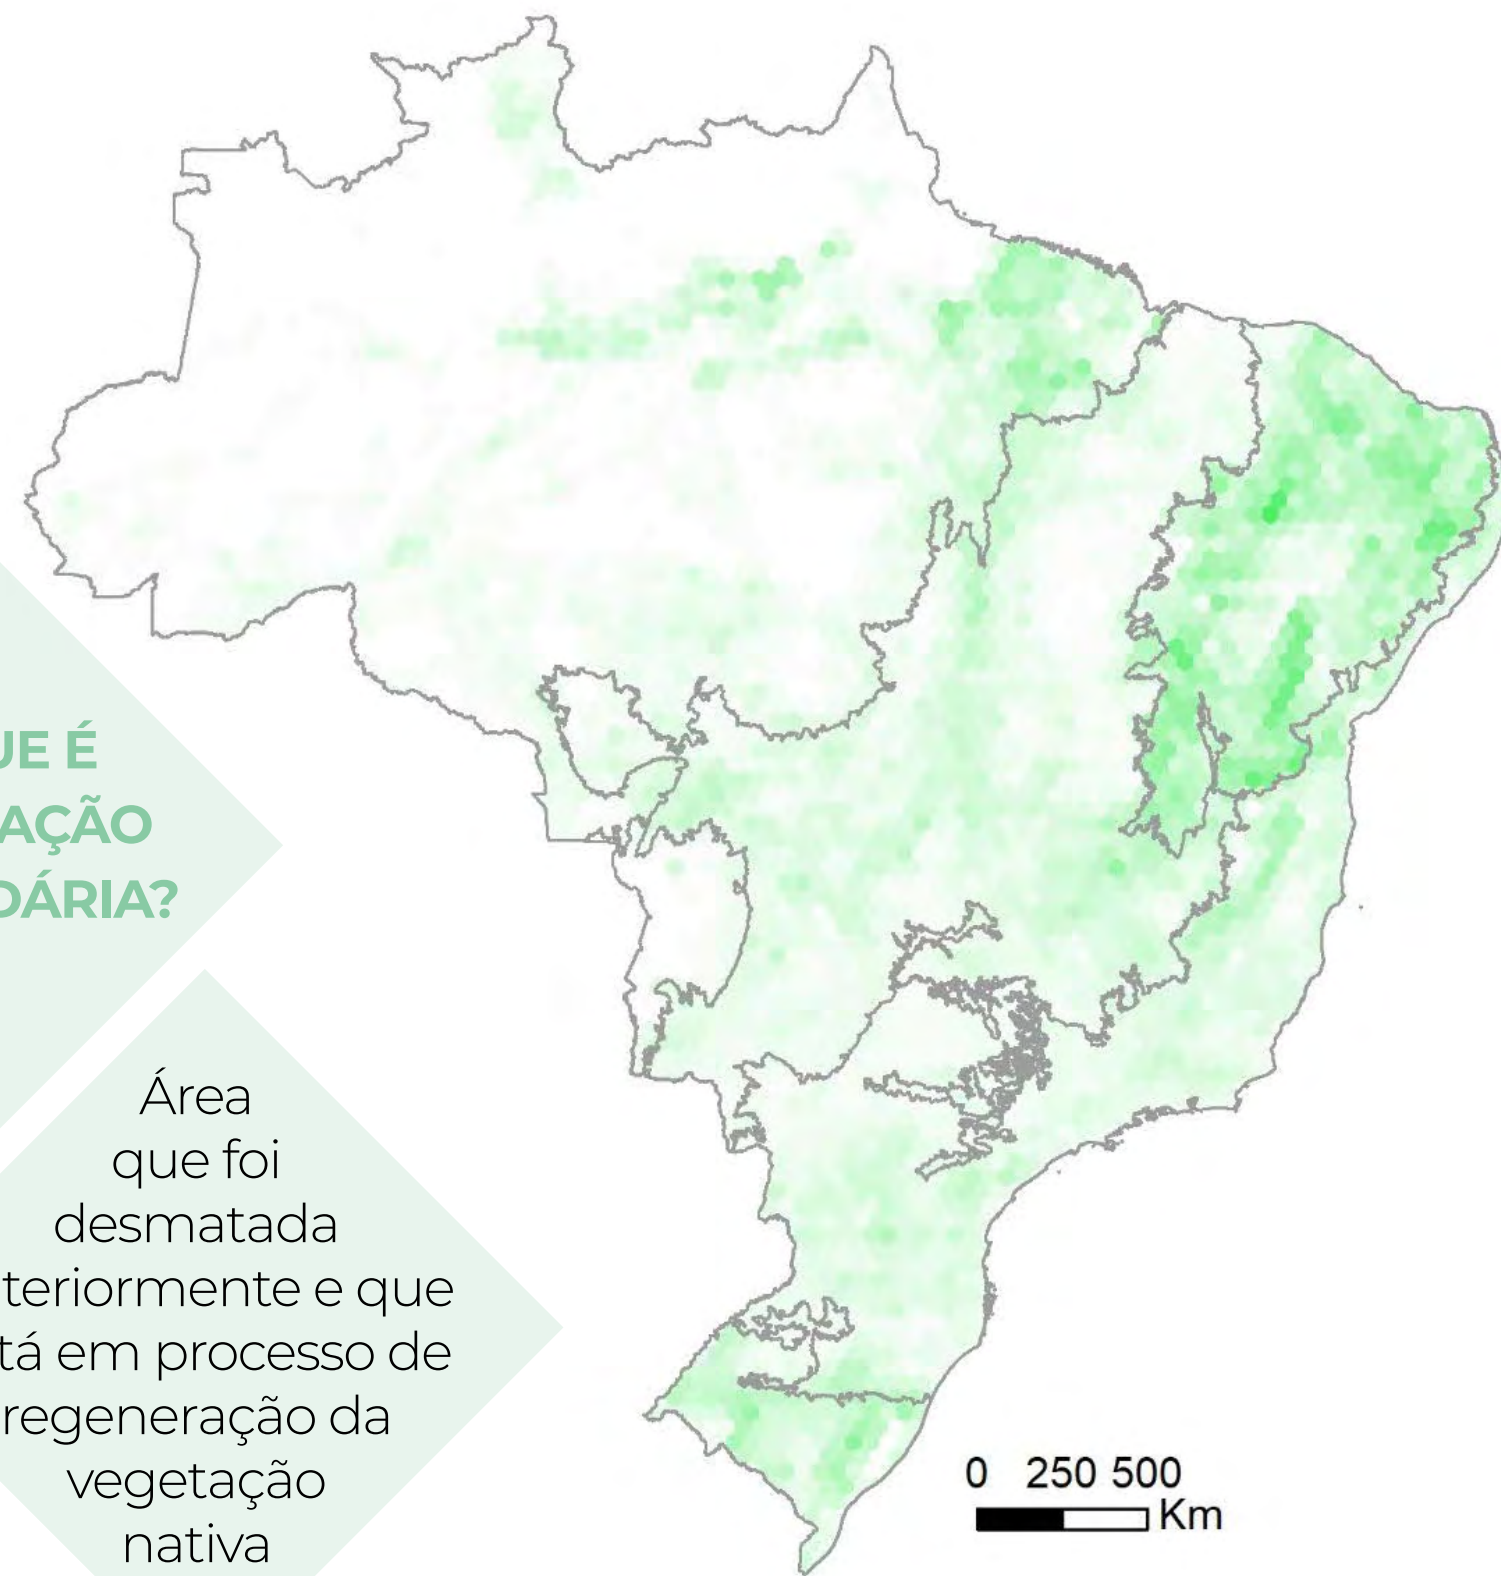 UE É
AÇÃO
DÁRIA?
Área
que foi
desmatada
teriormente e que
tá em processo de
regeneração da
vegetação
nativa
0 250 500
Km